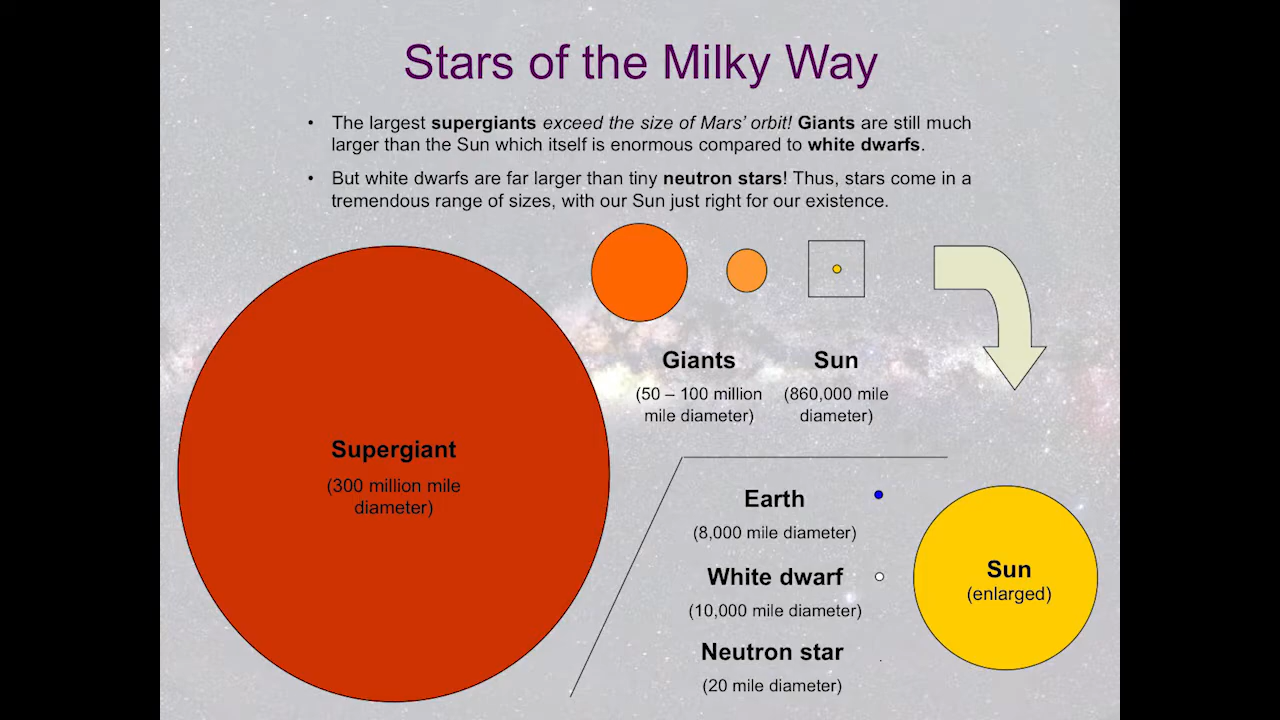 Stars of the Milky Way
• The largest supergiants exceed the size of Mars' orbit! Giants are still much
larger than the Sun which itself is enormous compared to white dwarfs.
• But white dwarfs are far larger than tiny neutron stars! Thus, stars come in a
tremendous range of sizes, with our Sun just right for our existence.
Giants
(50 – 100 million
mile diameter)
Sun
(860,000 mile
diameter)
Supergiant
(300 million mile
diameter)
Earth
(8,000 mile diameter)
White dwarf
(10,000 mile diameter)
Neutron star
(20 mile diameter)
Sun
(enlarged)